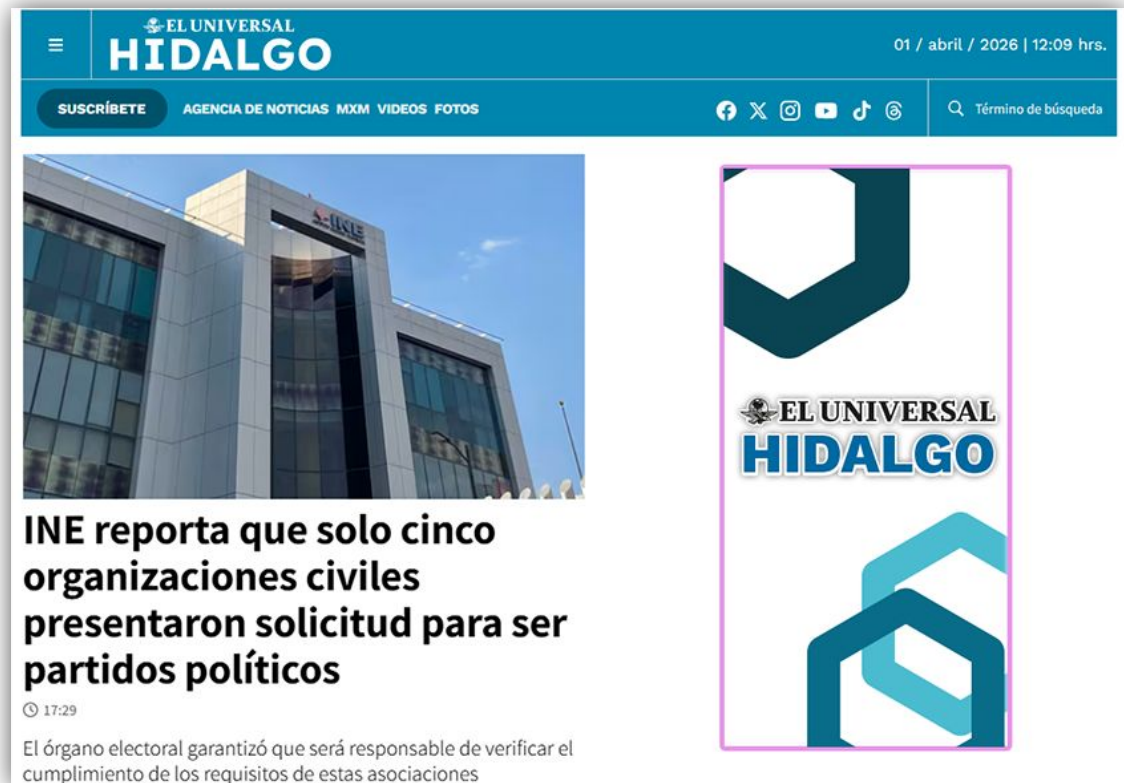 EL UNIVERSAL
HIDALGO
01 / abril / 2026 | 12:09 hrs.
SUSCRÍBETE AGENCIA DE NOTICIAS MXM VIDEOS FOTOS
Término de búsqueda
INE
EL UNIVERSAL
HIDALGO
INE reporta que solo cinco
organizaciones civiles
presentaron solicitud para ser
partidos políticos
17:29
El órgano electoral garantizó que será responsable de verificar el
cumplimiento de los requisitos de estas asociaciones